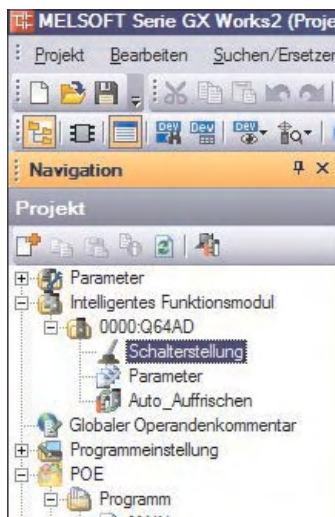 MELSOFT Serie GX Works2 (Proje
Projekt Bearbeiten Suchen/Ersetzen
Navigation
Projekt
Parameter
Intelligentes Funktionsmodul
0000:Q64AD
Schalterstellung
Parameter
Auto_Auffrischen
Globaler Operandenkommentar
Programmeinstellung
POE
Programm